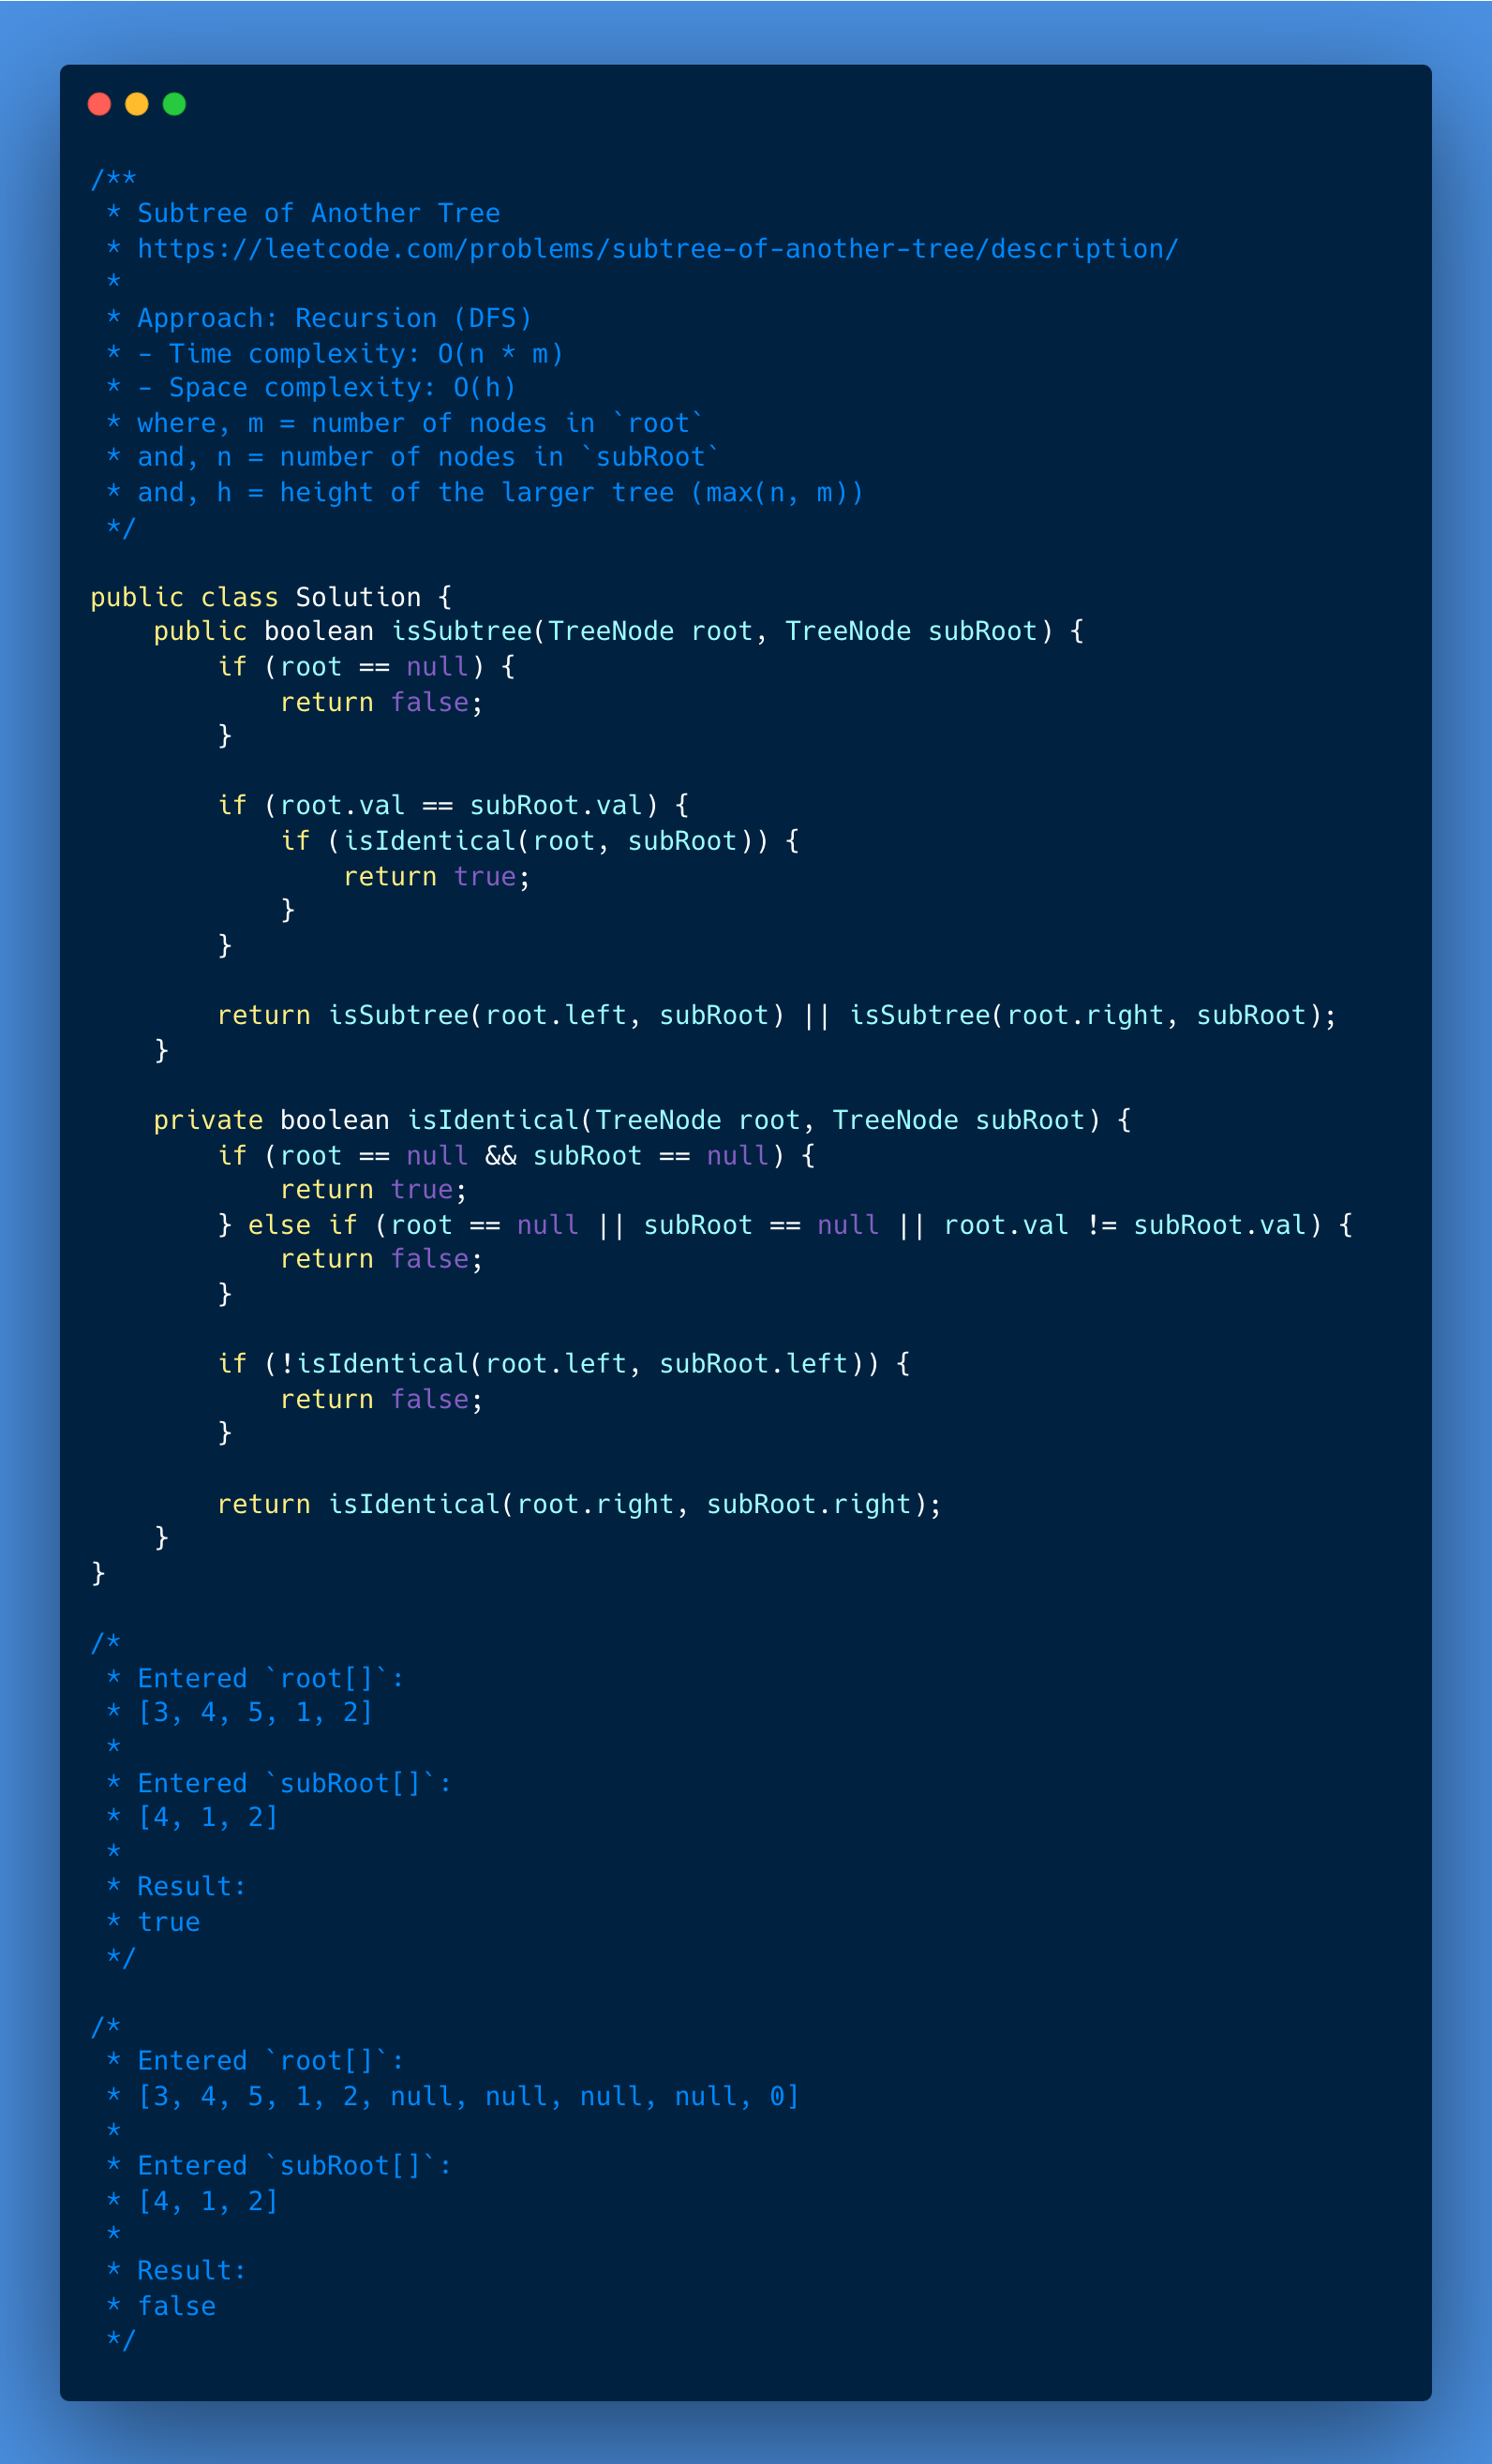 /**
 * Subtree of Another Tree
 * https://leetcode.com/problems/subtree-of-another-tree/description/
 *
 * Approach: Recursion (DFS)
 * - Time complexity: O(n * m)
 * - Space complexity: O(h)
 * where, m = number of nodes in `root`
 * and, n = number of nodes in `subRoot`
 * and, h = height of the larger tree (max(n, m))
 */

public class Solution {
    public boolean isSubtree(TreeNode root, TreeNode subRoot) {
        if (root == null) {
            return false;
        }

        if (root.val == subRoot.val) {
            if (isIdentical(root, subRoot)) {
                return true;
            }
        }

        return isSubtree(root.left, subRoot) || isSubtree(root.right, subRoot);
    }

    private boolean isIdentical(TreeNode root, TreeNode subRoot) {
        if (root == null && subRoot == null) {
            return true;
        } else if (root == null || subRoot == null || root.val != subRoot.val) {
            return false;
        }

        if (!isIdentical(root.left, subRoot.left)) {
            return false;
        }

        return isIdentical(root.right, subRoot.right);
    }
}

/*
 * Entered `root[]`:
 * [3, 4, 5, 1, 2]
 *
 * Entered `subRoot[]`:
 * [4, 1, 2]
 *
 * Result:
 * true
 */

/*
 * Entered `root[]`:
 * [3, 4, 5, 1, 2, null, null, null, null, 0]
 *
 * Entered `subRoot[]`:
 * [4, 1, 2]
 *
 * Result:
 * false
 */